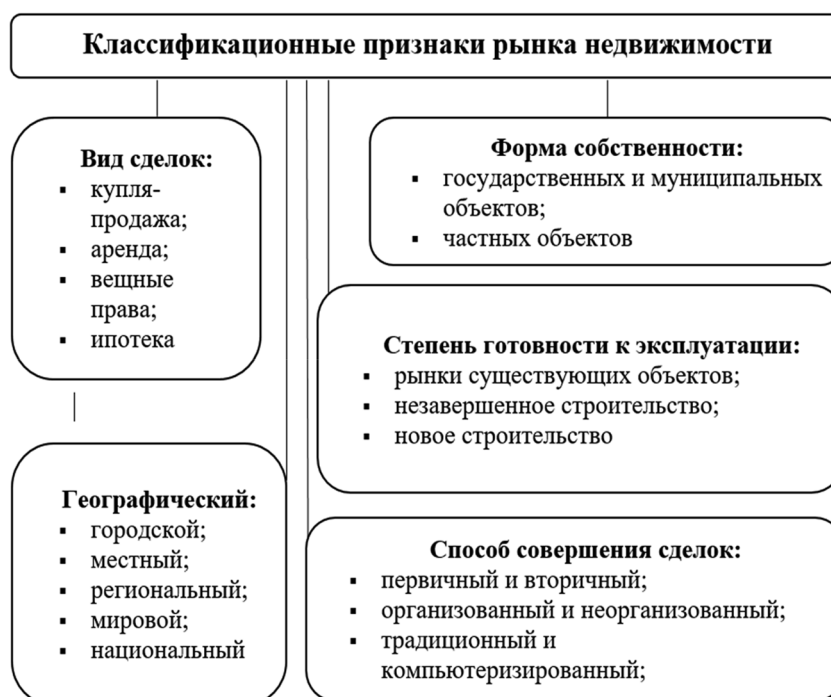 Классификационные признаки рынка недвижимости
Вид сделок:
▪ купля-
продажа;
▪ аренда;
▪ вещные
права;
▪ ипотека
Форма собственности:
▪ государственных и муниципальных
объектов;
▪ частных объектов
Степень готовности к эксплуатации:
▪ рынки существующих объектов;
▪ незавершенное строительство;
▪ новое строительство
Географический:
▪ городской;
▪ местный;
▪ региональный;
▪ мировой;
▪ национальный
Способ совершения сделок:
▪ первичный и вторичный;
▪ организованный и неорганизованный;
▪ традиционный и
компьютеризированный;